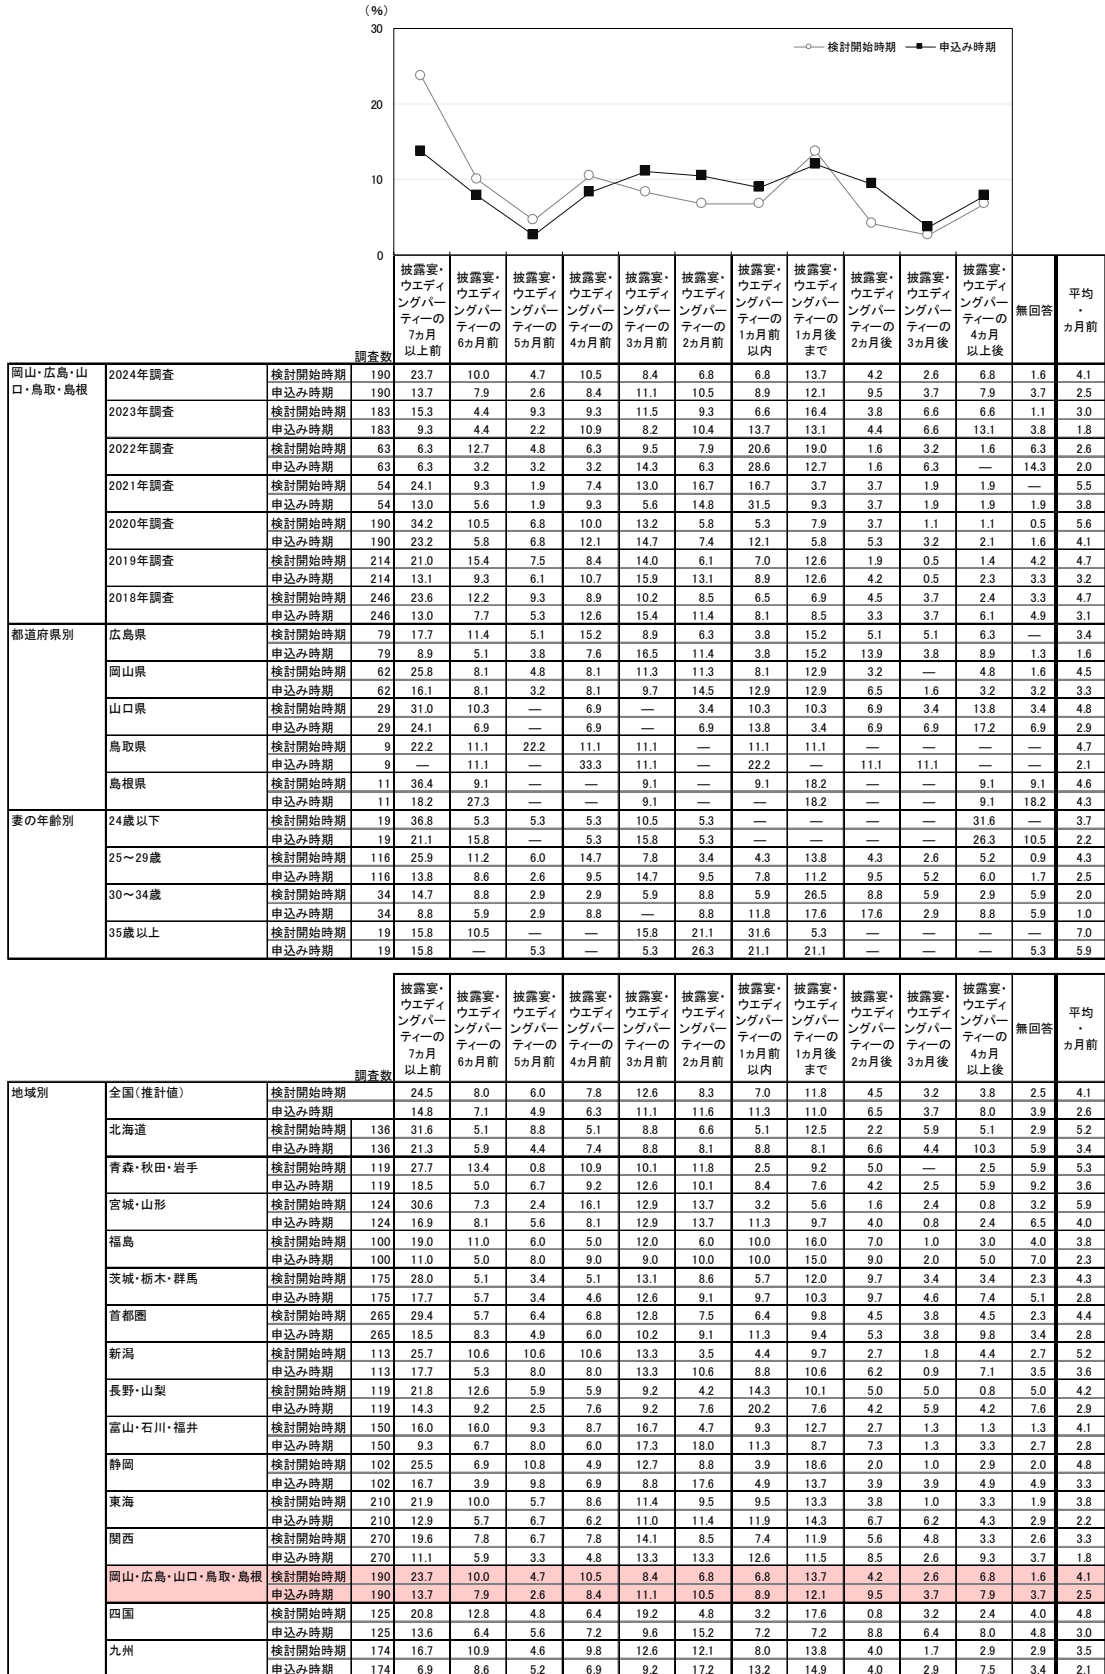 (%)
30
20
10
0
検討開始時期 申込み時期
調査数 披露宴・ウエディングパーティーの7ヵ月以上前 披露宴・ウエディングパーティーの6ヵ月前 披露宴・ウエディングパーティーの5ヵ月前 披露宴・ウエディングパーティーの4ヵ月前 披露宴・ウエディングパーティーの3ヵ月前 披露宴・ウエディングパーティーの2ヵ月前 披露宴・ウエディングパーティーの1ヵ月前以内 披露宴・ウエディングパーティーの1ヵ月後まで 披露宴・ウエディングパーティーの2ヵ月後 披露宴・ウエディングパーティーの3ヵ月後 披露宴・ウエディングパーティーの4ヵ月以上後 無回答 平均・ヵ月前
岡山・広島・山口・鳥取・島根 2024年調査 検討開始時期 190 23.7 10.0 4.7 10.5 8.4 6.8 6.8 13.7 4.2 2.6 6.8 1.6 4.1
申込み時期 190 13.7 7.9 2.6 8.4 11.1 10.5 8.9 12.1 9.5 3.7 7.9 3.7 2.5
2023年調査 検討開始時期 183 15.3 4.4 9.3 9.3 11.5 9.3 6.6 16.4 3.8 6.6 6.6 1.1 3.0
申込み時期 183 9.3 4.4 2.2 10.9 8.2 10.4 13.7 13.1 4.4 6.6 13.1 3.8 1.8
2022年調査 検討開始時期 63 6.3 12.7 4.8 6.3 9.5 7.9 20.6 19.0 1.6 3.2 1.6 6.3 2.6
申込み時期 63 6.3 3.2 3.2 3.2 14.3 6.3 28.6 12.7 1.6 6.3 — 14.3 2.0
2021年調査 検討開始時期 54 24.1 9.3 1.9 7.4 13.0 16.7 16.7 3.7 3.7 1.9 1.9 — 5.5
申込み時期 54 13.0 5.6 1.9 9.3 5.6 14.8 31.5 9.3 3.7 1.9 1.9 1.9 3.8
2020年調査 検討開始時期 190 34.2 10.5 6.8 10.0 13.2 5.8 5.3 7.9 3.7 1.1 1.1 0.5 5.6
申込み時期 190 23.2 5.8 6.8 12.1 14.7 7.4 12.1 5.8 5.3 3.2 2.1 1.6 4.1
2019年調査 検討開始時期 214 21.0 15.4 7.5 8.4 14.0 6.1 7.0 12.6 1.9 0.5 1.4 4.2 4.7
申込み時期 214 13.1 9.3 6.1 10.7 15.9 13.1 8.9 12.6 4.2 0.5 2.3 3.3 3.2
2018年調査 検討開始時期 246 23.6 12.2 9.3 8.9 10.2 8.5 6.5 6.9 4.5 3.7 2.4 3.3 4.7
申込み時期 246 13.0 7.7 5.3 12.6 15.4 11.4 8.1 8.5 3.3 3.7 6.1 4.9 3.1
都道府県別 広島県 検討開始時期 79 17.7 11.4 5.1 15.2 8.9 6.3 3.8 15.2 5.1 5.1 6.3 — 3.4
申込み時期 79 8.9 5.1 3.8 7.6 16.5 11.4 3.8 15.2 13.9 3.8 8.9 1.3 1.6
岡山県 検討開始時期 62 25.8 8.1 4.8 8.1 11.3 11.3 8.1 12.9 3.2 — 4.8 1.6 4.5
申込み時期 62 16.1 8.1 3.2 8.1 9.7 14.5 12.9 12.9 6.5 1.6 3.2 3.2 3.3
山口県 検討開始時期 29 31.0 10.3 — 6.9 — 3.4 10.3 10.3 6.9 3.4 13.8 3.4 4.8
申込み時期 29 24.1 6.9 — 6.9 — 6.9 13.8 3.4 6.9 6.9 17.2 6.9 2.9
鳥取県 検討開始時期 9 22.2 11.1 22.2 11.1 11.1 — 11.1 11.1 — — — — 4.7
申込み時期 9 — 11.1 — 33.3 11.1 — 22.2 — 11.1 11.1 — — 2.1
島根県 検討開始時期 11 36.4 9.1 — — 9.1 — 9.1 18.2 — — 9.1 9.1 4.6
申込み時期 11 18.2 27.3 — — 9.1 — — 18.2 — — 9.1 18.2 4.3
妻の年齢別 24歳以下 検討開始時期 19 36.8 5.3 5.3 5.3 10.5 5.3 — — — — 31.6 — 3.7
申込み時期 19 21.1 15.8 — 5.3 15.8 5.3 — — — — 26.3 10.5 2.2
25～29歳 検討開始時期 116 25.9 11.2 6.0 14.7 7.8 3.4 4.3 13.8 4.3 2.6 5.2 0.9 4.3
申込み時期 116 13.8 8.6 2.6 9.5 14.7 9.5 7.8 11.2 9.5 5.2 6.0 1.7 2.5
30～34歳 検討開始時期 34 14.7 8.8 2.9 2.9 5.9 8.8 5.9 26.5 8.8 5.9 2.9 5.9 2.0
申込み時期 34 8.8 5.9 2.9 8.8 — 8.8 11.8 17.6 17.6 2.9 8.8 5.9 1.0
35歳以上 検討開始時期 19 15.8 10.5 — — 15.8 21.1 31.6 5.3 — — — — 7.0
申込み時期 19 15.8 — 5.3 — 5.3 26.3 21.1 21.1 — — — 5.3 5.9
調査数 披露宴・ウエディングパーティーの7ヵ月以上前 披露宴・ウエディングパーティーの6ヵ月前 披露宴・ウエディングパーティーの5ヵ月前 披露宴・ウエディングパーティーの4ヵ月前 披露宴・ウエディングパーティーの3ヵ月前 披露宴・ウエディングパーティーの2ヵ月前 披露宴・ウエディングパーティーの1ヵ月前以内 披露宴・ウエディングパーティーの1ヵ月後まで 披露宴・ウエディングパーティーの2ヵ月後 披露宴・ウエディングパーティーの3ヵ月後 披露宴・ウエディングパーティーの4ヵ月以上後 無回答 平均・ヵ月前
地域別 全国(推計値) 検討開始時期 24.5 8.0 6.0 7.8 12.6 8.3 7.0 11.8 4.5 3.2 3.8 2.5 4.1
申込み時期 14.8 7.1 4.9 6.3 11.1 11.6 11.3 11.0 6.5 3.7 8.0 3.9 2.6
北海道 検討開始時期 136 31.6 5.1 8.8 5.1 8.8 6.6 5.1 12.5 2.2 5.9 5.1 2.9 5.2
申込み時期 136 21.3 5.9 4.4 7.4 8.8 8.1 8.8 8.1 6.6 4.4 10.3 5.9 3.4
青森・秋田・岩手 検討開始時期 119 27.7 13.4 0.8 10.9 10.1 11.8 2.5 9.2 5.0 — 2.5 5.9 5.3
申込み時期 119 18.5 5.0 6.7 9.2 12.6 10.1 8.4 7.6 4.2 2.5 5.9 9.2 3.6
宮城・山形 検討開始時期 124 30.6 7.3 2.4 16.1 12.9 13.7 3.2 5.6 1.6 2.4 0.8 3.2 5.9
申込み時期 124 16.9 8.1 5.6 8.1 12.9 13.7 11.3 9.7 4.0 0.8 2.4 6.5 4.0
福島 検討開始時期 100 19.0 11.0 6.0 5.0 12.0 6.0 10.0 16.0 7.0 1.0 3.0 4.0 3.8
申込み時期 100 11.0 5.0 8.0 9.0 9.0 10.0 10.0 15.0 9.0 2.0 5.0 7.0 2.3
茨城・栃木・群馬 検討開始時期 175 28.0 5.1 3.4 5.1 13.1 8.6 5.7 12.0 9.7 3.4 3.4 2.3 4.3
申込み時期 175 17.7 5.7 3.4 4.6 12.6 9.1 9.7 10.3 9.7 4.6 7.4 5.1 2.8
首都圏 検討開始時期 265 29.4 5.7 6.4 6.8 12.8 7.5 6.4 9.8 4.5 3.8 4.5 2.3 4.4
申込み時期 265 18.5 8.3 4.9 6.0 10.2 9.1 11.3 9.4 5.3 3.8 9.8 3.4 2.8
新潟 検討開始時期 113 25.7 10.6 10.6 10.6 13.3 3.5 4.4 9.7 2.7 1.8 4.4 2.7 5.2
申込み時期 113 17.7 5.3 8.0 8.0 13.3 10.6 8.8 10.6 6.2 0.9 7.1 3.5 3.6
長野・山梨 検討開始時期 119 21.8 12.6 5.9 5.9 9.2 4.2 14.3 10.1 5.0 5.0 0.8 5.0 4.2
申込み時期 119 14.3 9.2 2.5 7.6 9.2 7.6 20.2 7.6 4.2 5.9 4.2 7.6 2.9
富山・石川・福井 検討開始時期 150 16.0 16.0 9.3 8.7 16.7 4.7 9.3 12.7 2.7 1.3 1.3 1.3 4.1
申込み時期 150 9.3 6.7 8.0 6.0 17.3 18.0 11.3 8.7 7.3 1.3 3.3 2.7 2.8
静岡 検討開始時期 102 25.5 6.9 10.8 4.9 12.7 8.8 3.9 18.6 2.0 1.0 2.9 2.0 4.8
申込み時期 102 16.7 3.9 9.8 6.9 8.8 17.6 4.9 13.7 3.9 3.9 4.9 4.9 3.3
東海 検討開始時期 210 21.9 10.0 5.7 8.6 11.4 9.5 9.5 13.3 3.8 1.0 3.3 1.9 3.8
申込み時期 210 12.9 5.7 6.7 6.2 11.0 11.4 11.9 14.3 6.7 6.2 4.3 2.9 2.2
関西 検討開始時期 270 19.6 7.8 6.7 7.8 14.1 8.5 7.4 11.9 5.6 4.8 3.3 2.6 3.3
申込み時期 270 11.1 5.9 3.3 4.8 13.3 13.3 12.6 11.5 8.5 2.6 9.3 3.7 1.8
岡山・広島・山口・鳥取・島根 検討開始時期 190 23.7 10.0 4.7 10.5 8.4 6.8 6.8 13.7 4.2 2.6 6.8 1.6 4.1
申込み時期 190 13.7 7.9 2.6 8.4 11.1 10.5 8.9 12.1 9.5 3.7 7.9 3.7 2.5
四国 検討開始時期 125 20.8 12.8 4.8 6.4 19.2 4.8 3.2 17.6 0.8 3.2 2.4 4.0 4.8
申込み時期 125 13.6 6.4 5.6 7.2 9.6 15.2 7.2 7.2 8.8 6.4 8.0 4.8 3.0
九州 検討開始時期 174 16.7 10.9 4.6 9.8 12.6 12.1 8.0 13.8 4.0 1.7 2.9 2.9 3.5
申込み時期 174 6.9 8.6 5.2 6.9 9.2 17.2 13.2 14.9 4.0 2.9 7.5 3.4 2.1